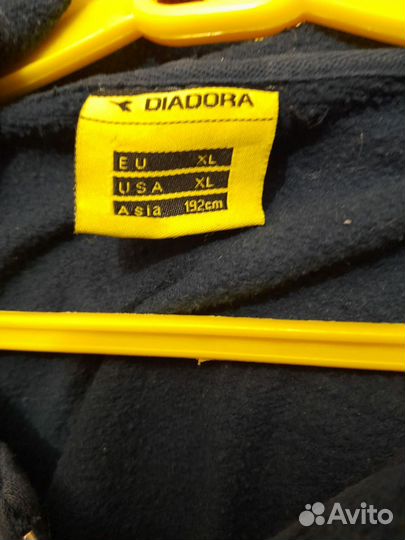 DIADORA
EU XL
USA XL
Asia 192cm
Avito